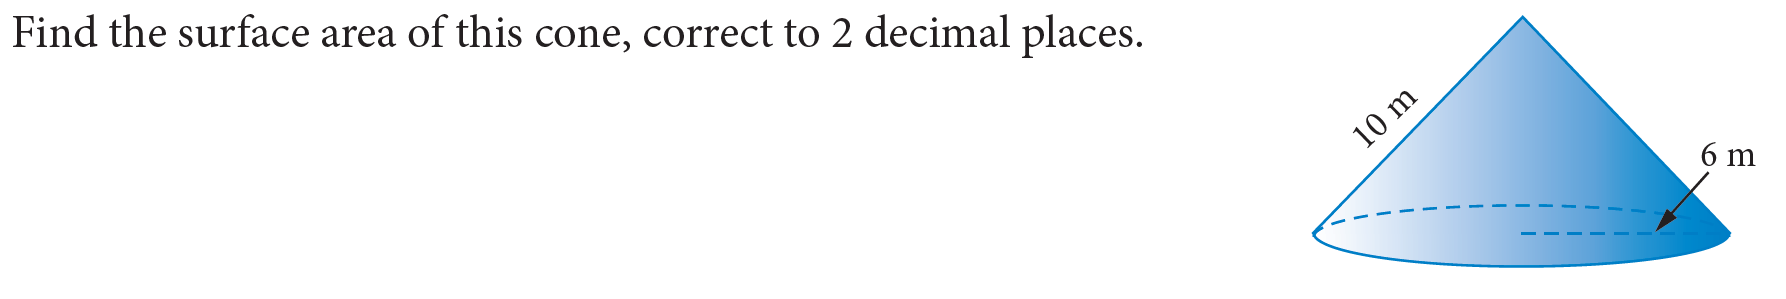 Find the surface area of this cone, correct to 2 decimal places.
10 m
6 m